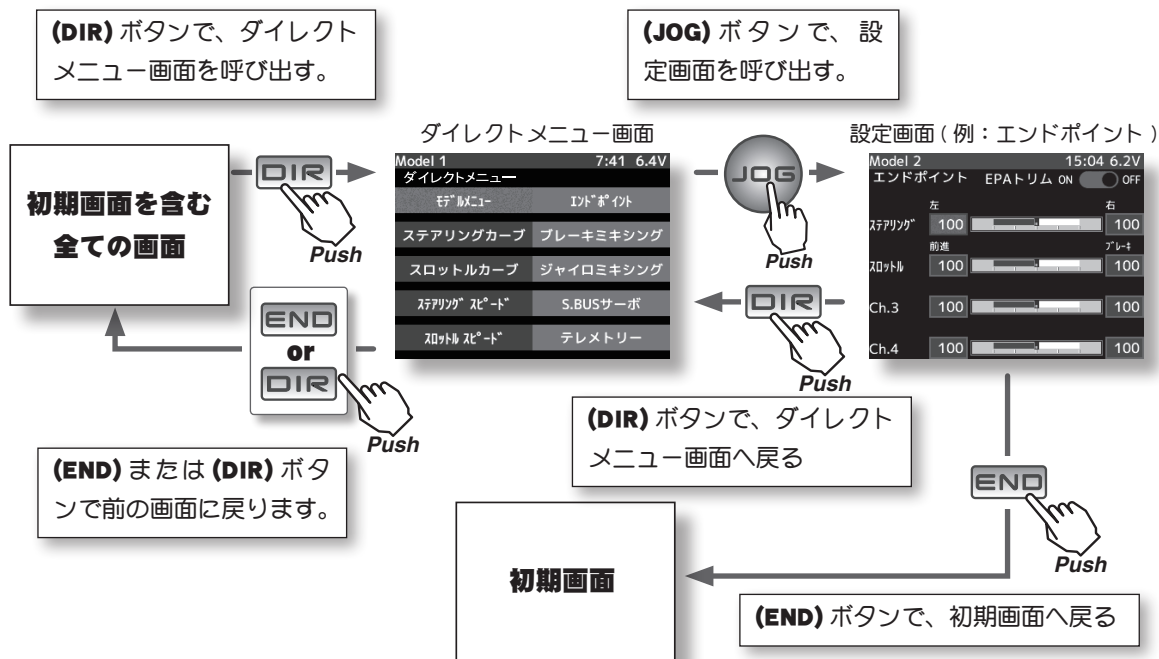 (DIR) ボタンで、ダイレクト
メニュー画面を呼び出す。
(JOG) ボタンで、設
定画面を呼び出す。
ダイレクトメニュー画面
設定画面 ( 例：エンドポイント )
初期画面を含む
全ての画面
DIR
Push
Model 1 7:41 6.4V
ダイレクトメニュー
ﾓﾃﾞﾙﾒﾆｭｰ ｴﾝﾄﾞﾎﾟｲﾝﾄ
ステアリングカーブ ブレーキミキシング
スロットルカーブ ジャイロミキシング
ｽﾃｱﾘﾝｸﾞ ｽﾋﾟｰﾄﾞ S.BUSサーボ
ｽﾛｯﾄﾙ ｽﾋﾟｰﾄﾞ テレメトリー
JOG
Push
Model 2 15:04 6.2V
エンドポイント EPAトリム ON OFF
左 右
ｽﾃｱﾘﾝｸﾞ 100 100
前進 ﾌﾞﾚｰｷ
ｽﾛｯﾄﾙ 100 100
Ch.3 100 100
Ch.4 100 100
END
or
DIR
Push
DIR
Push
(DIR) ボタンで、ダイレクト
メニュー画面へ戻る
(END) または (DIR) ボタ
ンで前の画面に戻ります。
END
Push
初期画面
(END) ボタンで、初期画面へ戻る